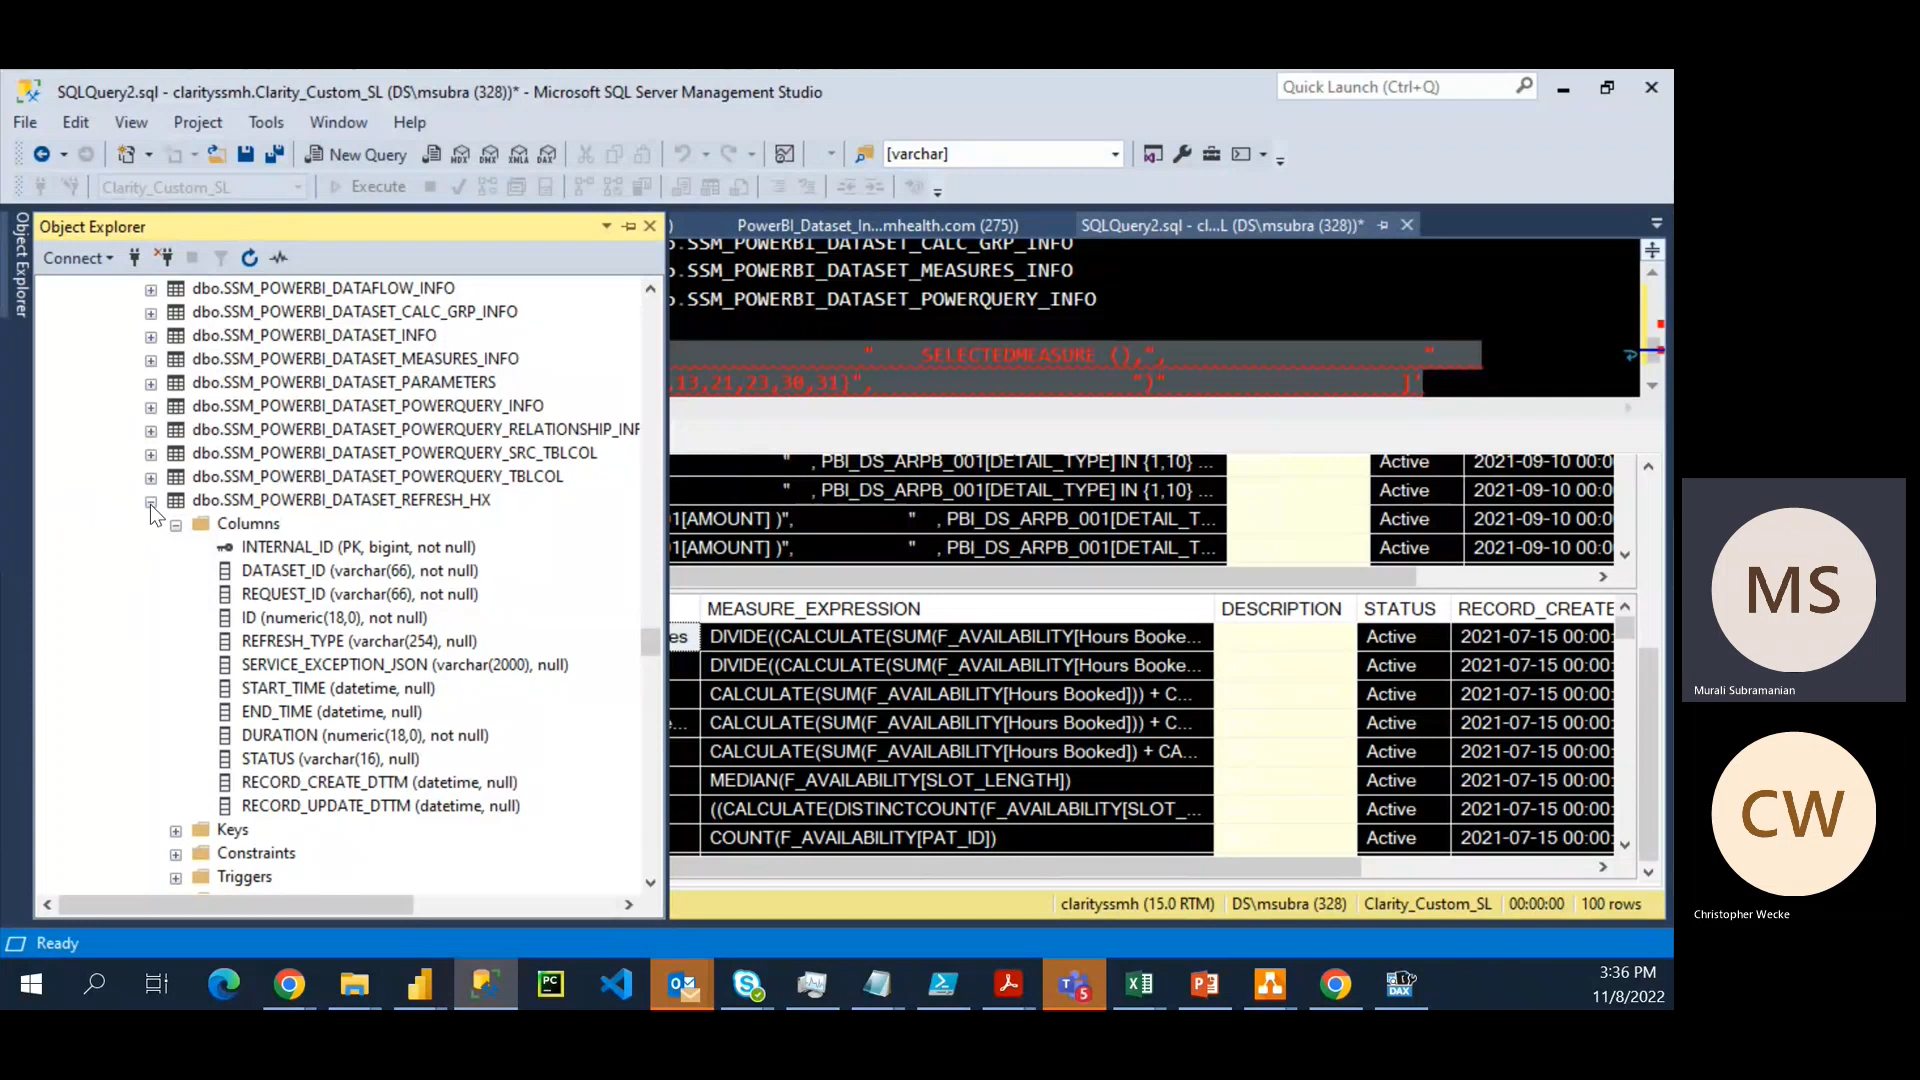 SQLQuery2.sql - clarityssmh.Clarity_Custom_SL (DS\msubra (328))* - Microsoft SQL Server Management Studio
Quick Launch (Ctrl+Q)
File Edit View Project Tools Window Help
New Query
MDX DMX XMLA DAX
[varchar]
Clarity_Custom_SL
Execute
Object Explorer
Object Explorer
PowerBI_Dataset_In...mhealth.com (275))
SQLQuery2.sql - cl...L (DS\msubra (328))*
Connect
dbo.SSM_POWERBI_DATAFLOW_INFO
dbo.SSM_POWERBI_DATASET_CALC_GRP_INFO
dbo.SSM_POWERBI_DATASET_INFO
dbo.SSM_POWERBI_DATASET_MEASURES_INFO
dbo.SSM_POWERBI_DATASET_PARAMETERS
dbo.SSM_POWERBI_DATASET_POWERQUERY_INFO
dbo.SSM_POWERBI_DATASET_POWERQUERY_RELATIONSHIP_INF
dbo.SSM_POWERBI_DATASET_POWERQUERY_SRC_TBLCOL
dbo.SSM_POWERBI_DATASET_POWERQUERY_TBLCOL
dbo.SSM_POWERBI_DATASET_REFRESH_HX
Columns
INTERNAL_ID (PK, bigint, not null)
DATASET_ID (varchar(66), not null)
REQUEST_ID (varchar(66), not null)
ID (numeric(18,0), not null)
REFRESH_TYPE (varchar(254), null)
SERVICE_EXCEPTION_JSON (varchar(2000), null)
START_TIME (datetime, null)
END_TIME (datetime, null)
DURATION (numeric(18,0), not null)
STATUS (varchar(16), null)
RECORD_CREATE_DTTM (datetime, null)
RECORD_UPDATE_DTTM (datetime, null)
Keys
Constraints
Triggers
.SSM_POWERBI_DATASET_CALC_GRP_INFO
.SSM_POWERBI_DATASET_MEASURES_INFO
.SSM_POWERBI_DATASET_POWERQUERY_INFO
" SELECTEDMEASURE (),", "
,13,21,23,30,31}", ")" ]'
" , PBI_DS_ARPB_001[DETAIL_TYPE] IN {1,10} ... Active 2021-09-10 00:0
" , PBI_DS_ARPB_001[DETAIL_TYPE] IN {1,10} ... Active 2021-09-10 00:0
1[AMOUNT] )", " , PBI_DS_ARPB_001[DETAIL_T... Active 2021-09-10 00:0
1[AMOUNT] )", " , PBI_DS_ARPB_001[DETAIL_T... Active 2021-09-10 00:0
MEASURE_EXPRESSION DESCRIPTION STATUS RECORD_CREATE
es DIVIDE((CALCULATE(SUM(F_AVAILABILITY[Hours Booke... Active 2021-07-15 00:00:
DIVIDE((CALCULATE(SUM(F_AVAILABILITY[Hours Booke... Active 2021-07-15 00:00:
CALCULATE(SUM(F_AVAILABILITY[Hours Booked])) + C... Active 2021-07-15 00:00:
... CALCULATE(SUM(F_AVAILABILITY[Hours Booked])) + C... Active 2021-07-15 00:00:
CALCULATE(SUM(F_AVAILABILITY[Hours Booked]) + CA... Active 2021-07-15 00:00:
MEDIAN(F_AVAILABILITY[SLOT_LENGTH]) Active 2021-07-15 00:00:
((CALCULATE(DISTINCTCOUNT(F_AVAILABILITY[SLOT_... Active 2021-07-15 00:00:
COUNT(F_AVAILABILITY[PAT_ID]) Active 2021-07-15 00:00:
clarityssmh (15.0 RTM) DS\msubra (328) Clarity_Custom_SL 00:00:00 100 rows
Ready
3:36 PM
11/8/2022
PC
5
DAX
MS
Murali Subramanian
CW
Christopher Wecke